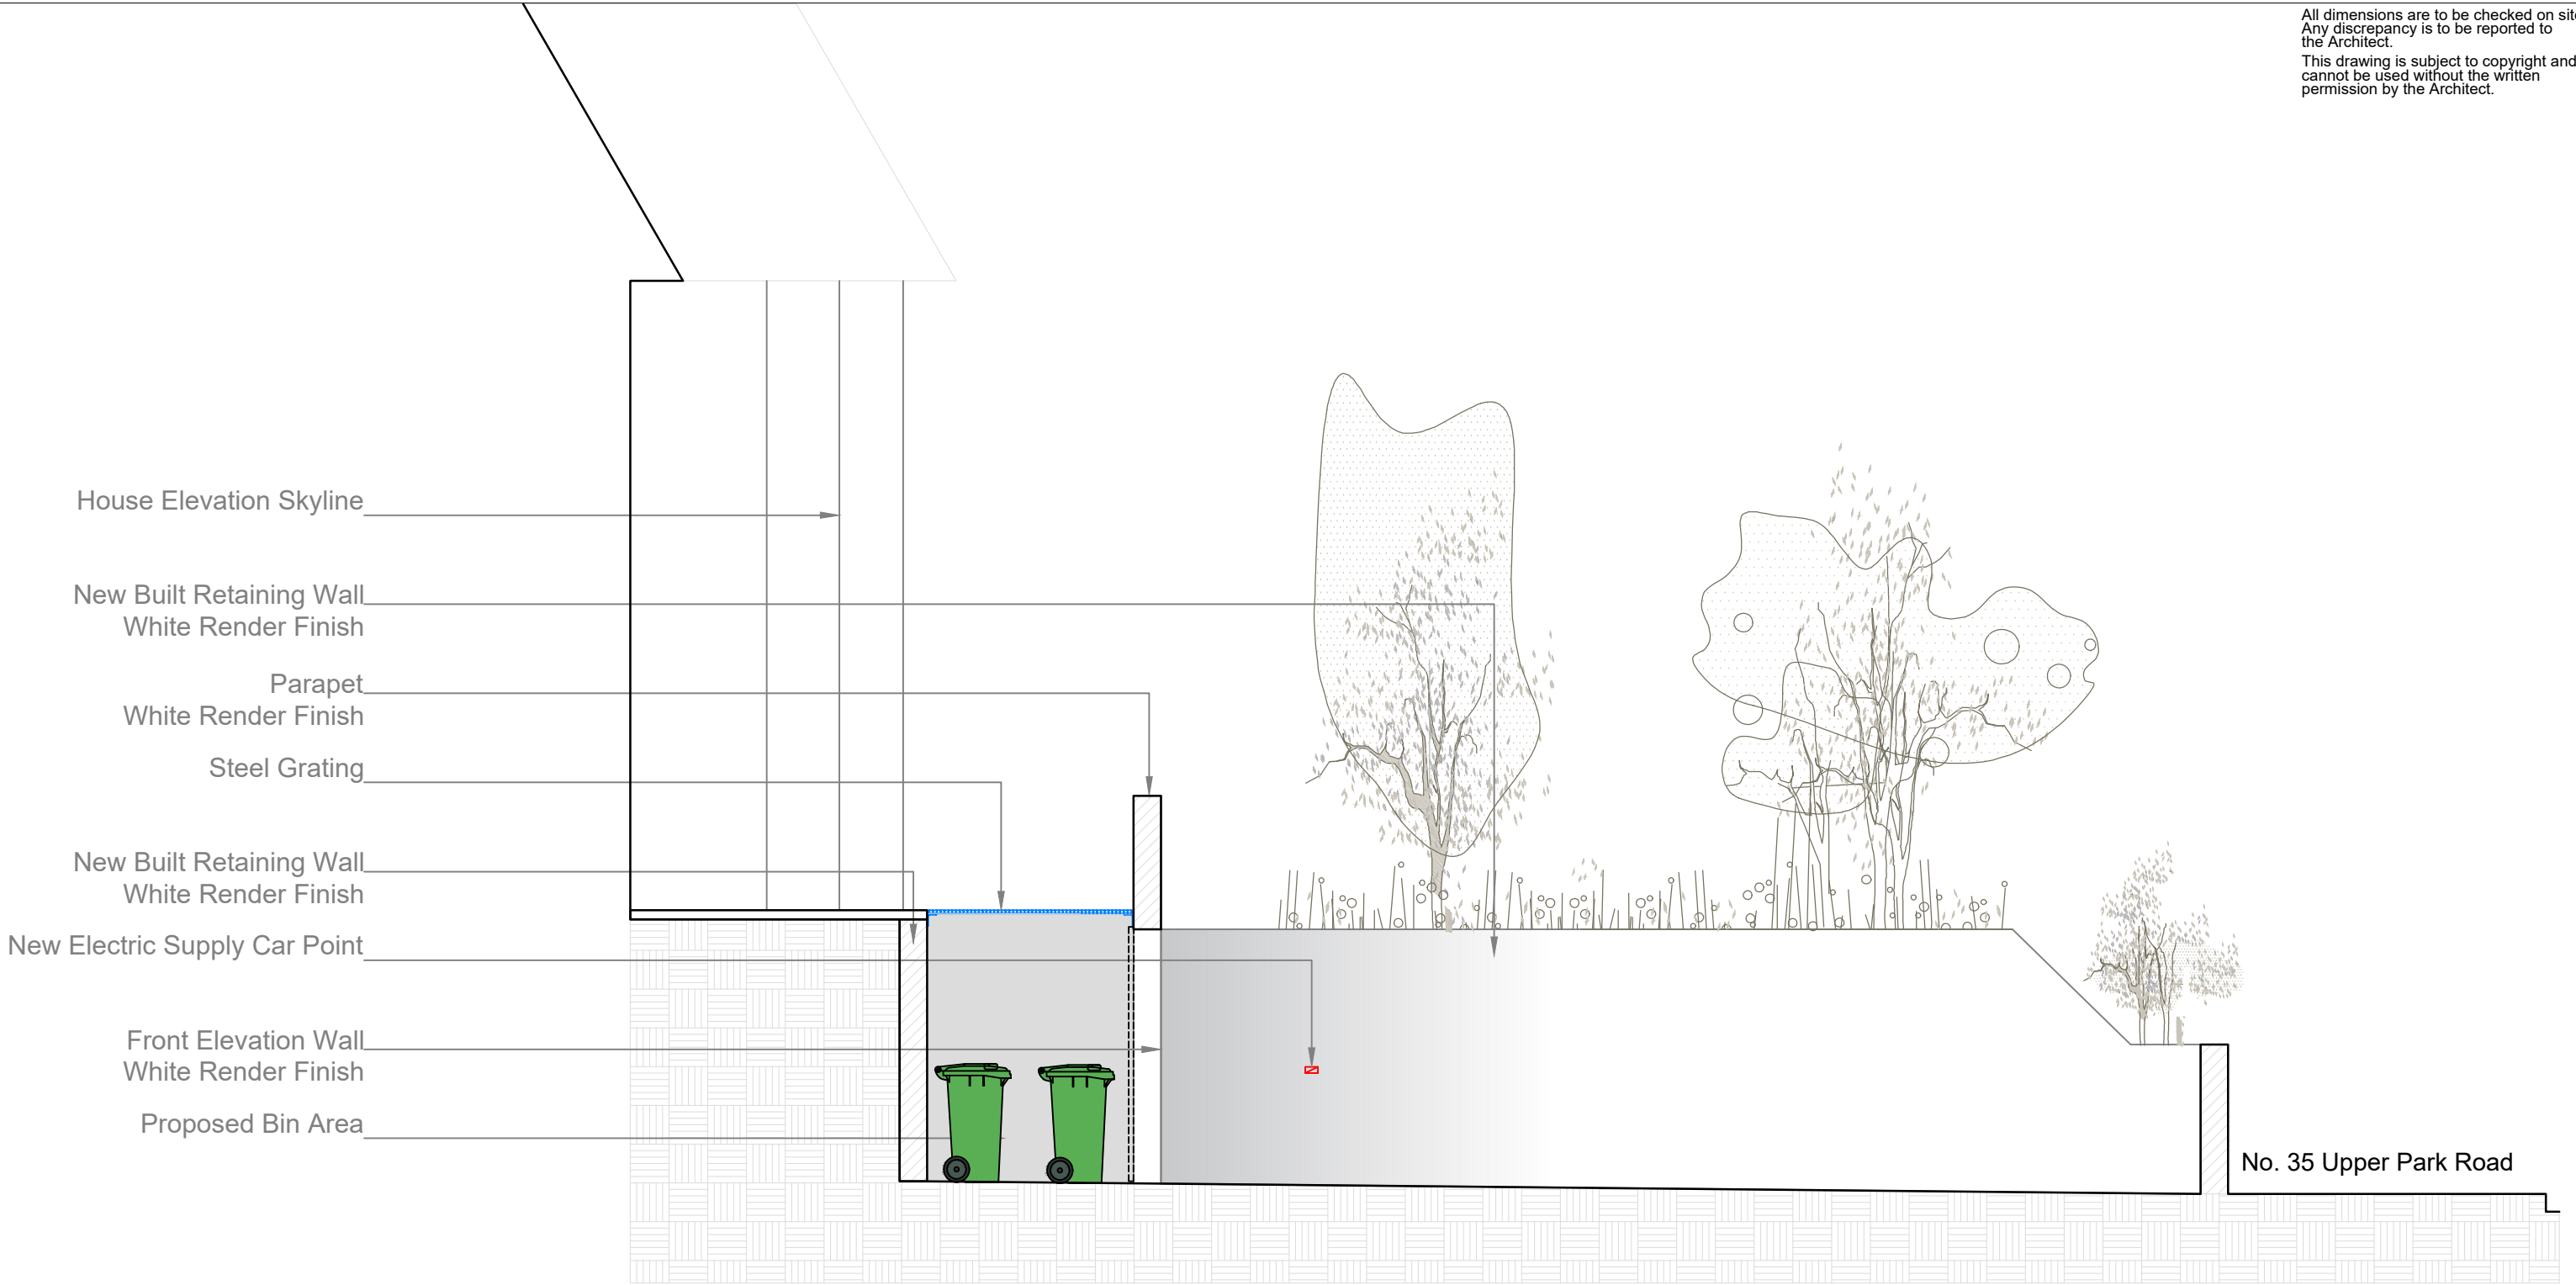 All dimensions are to be checked on
Any discrepancy is to be reported to
the Architect.
This drawing is subject to copyright and
cannot be used without the written
permission by the Architect.
House Elevation Skyline
New Built Retaining Wall
White Render Finish
Parapet
White Render Finish
Steel Grating
New Built Retaining Wall
White Render Finish
New Electric Supply Car Point
Front Elevation Wall
White Render Finish
Proposed Bin Area
No. 35 Upper Park Road